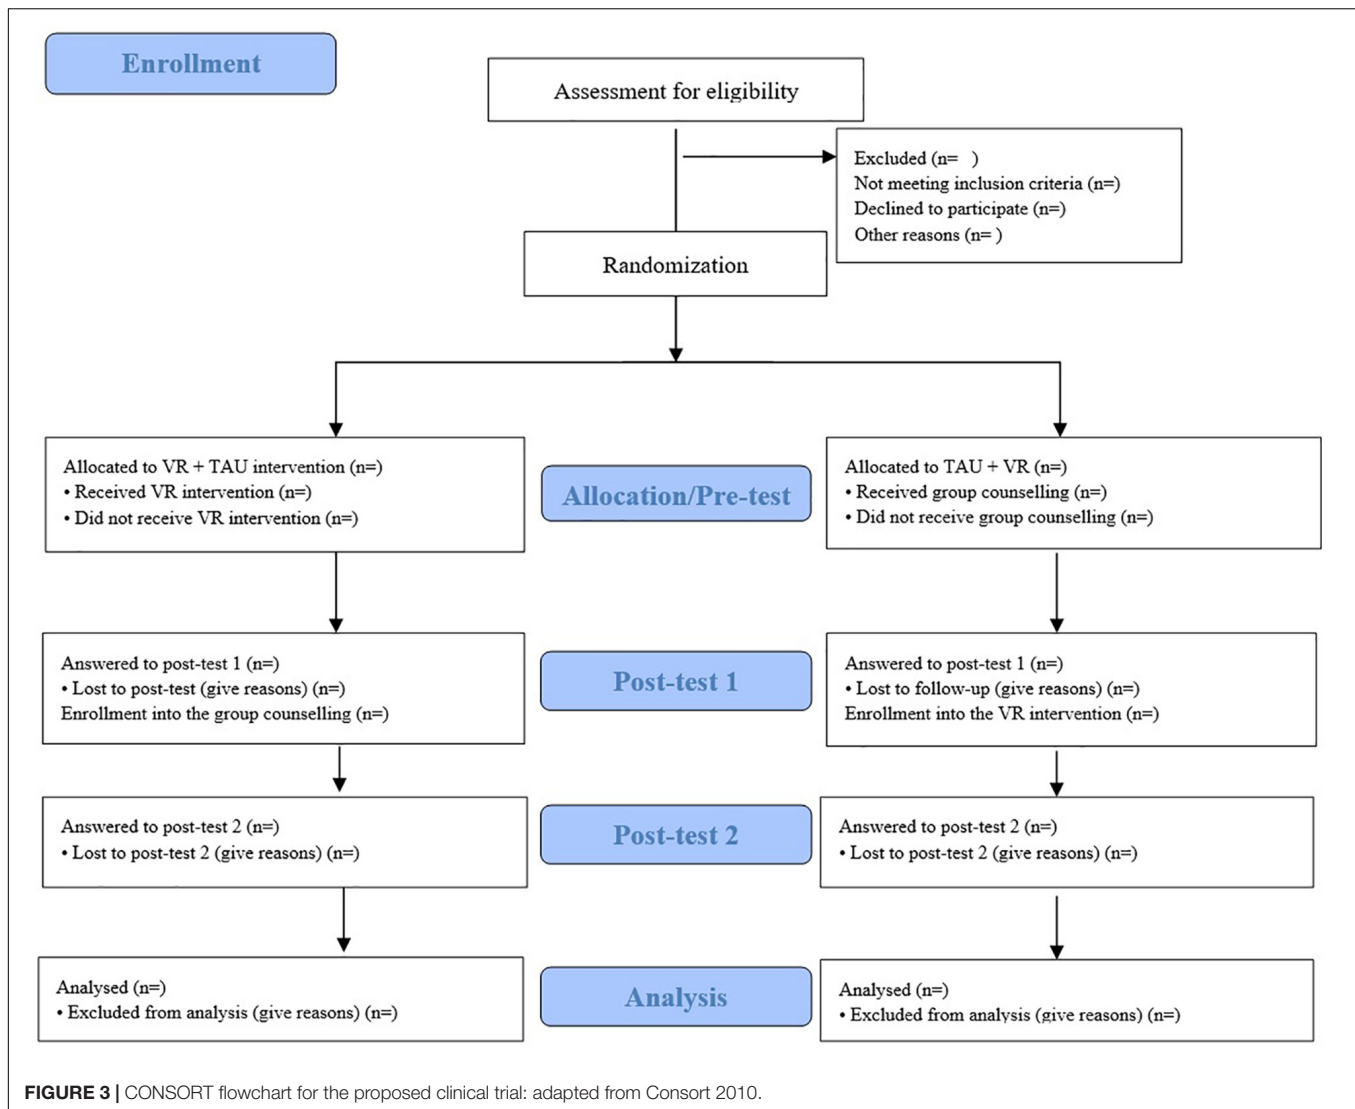 Enrollment
Assessment for eligibility
Excluded (n=   )
Not meeting inclusion criteria (n=)
Declined to participate (n=)
Other reasons (n= )
Randomization
Allocated to VR + TAU intervention (n=)
• Received VR intervention (n=)
• Did not receive VR intervention (n=)
Allocation/Pre-test
Allocated to TAU + VR (n=)
• Received group counselling (n=)
• Did not receive group counselling (n=)
Answered to post-test 1 (n=)
• Lost to post-test (give reasons) (n=)
Enrollment into the group counselling (n=)
Post-test 1
Answered to post-test 1 (n=)
• Lost to follow-up (give reasons) (n=)
Enrollment into the VR intervention (n=)
Answered to post-test 2 (n=)
• Lost to post-test 2 (give reasons) (n=)
Post-test 2
Answered to post-test 2 (n=)
• Lost to post-test 2 (give reasons) (n=)
Analysed (n=)
• Excluded from analysis (give reasons) (n=)
Analysis
Analysed (n=)
• Excluded from analysis (give reasons) (n=)
FIGURE 3 | CONSORT flowchart for the proposed clinical trial: adapted from Consort 2010.